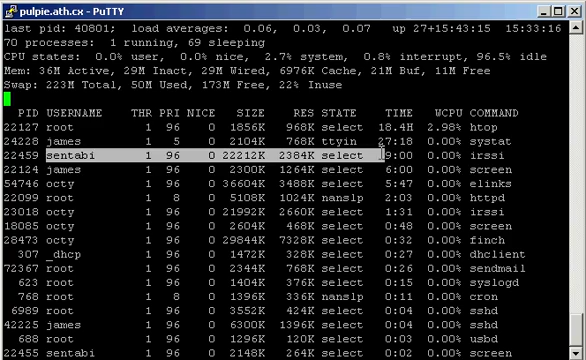 pulpie.ath.cx - PuTTY
last pid: 40801;  load averages:  0.06,  0.03,  0.07    up 27+15:43:15  15:33:16
70 processes:  1 running, 69 sleeping
CPU states:  0.0% user,  0.0% nice,  2.7% system,  0.8% interrupt, 96.5% idle
Mem: 36M Active, 29M Inact, 29M Wired, 6976K Cache, 21M Buf, 11M Free
Swap: 223M Total, 50M Used, 173M Free, 22% Inuse
PID USERNAME THR PRI NICE SIZE RES STATE TIME WCPU COMMAND
22127 root 1 96 0 1856K 968K select 18.4H 2.98% htop
24228 james 1 5 0 2104K 768K ttyin 27:18 0.00% systat
22459 sentabi 1 96 0 22212K 2384K select 9:00 0.00% irssi
22124 james 1 96 0 2300K 1264K select 6:00 0.00% screen
54746 octy 1 96 0 36604K 3488K select 5:47 0.00% elinks
22099 root 1 8 0 5108K 1024K nanslp 2:03 0.00% httpd
23018 octy 1 96 0 21992K 2660K select 1:31 0.00% irssi
18085 octy 1 96 0 2604K 468K select 0:48 0.00% screen
28473 octy 1 96 0 29844K 7328K select 0:32 0.00% finch
307 _dhcp 1 96 0 1472K 328K select 0:27 0.00% dhclient
72367 root 1 96 0 2344K 768K select 0:26 0.00% sendmail
623 root 1 96 0 1404K 376K select 0:15 0.00% syslogd
768 root 1 8 0 1396K 336K nanslp 0:11 0.00% cron
6989 root 1 96 0 3552K 424K select 0:04 0.00% sshd
42225 james 1 96 0 6300K 1396K select 0:04 0.00% sshd
688 root 1 96 0 1296K 120K select 0:03 0.00% usbd
22455 sentabi 1 96 0 2148K 264K select 0:02 0.00% screen